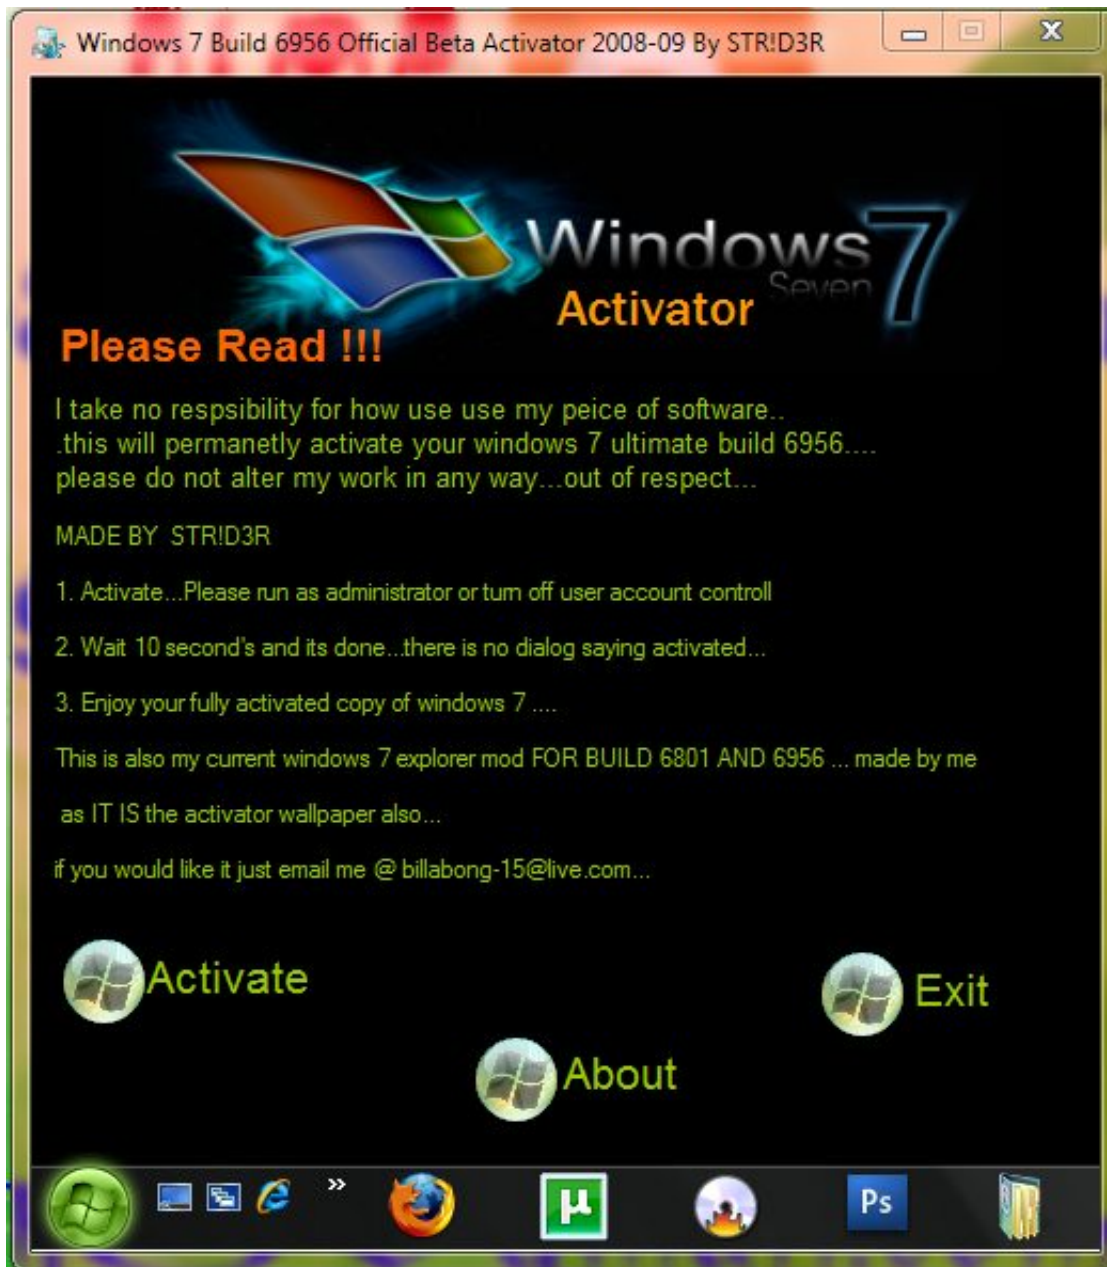 Windows 7 Build 6956 Official Beta Activator 2008-09 By STR!D3R
Windows 7
Seven
Activator
Please Read !!!
I take no respsibility for how use use my peice of software..
.this will permanetly activate your windows 7 ultimate build 6956....
please do not alter my work in any way...out of respect...
MADE BY STR!D3R
1. Activate...Please run as administrator or turn off user account controll
2. Wait 10 second's and its done...there is no dialog saying activated...
3. Enjoy your fully activated copy of windows 7 ....
This is also my current windows 7 explorer mod FOR BUILD 6801 AND 6956 ... made by me
as IT IS the activator wallpaper also...
if you would like it just email me @ billabong-15@live.com...
Activate
Exit
About
»
µ
Ps